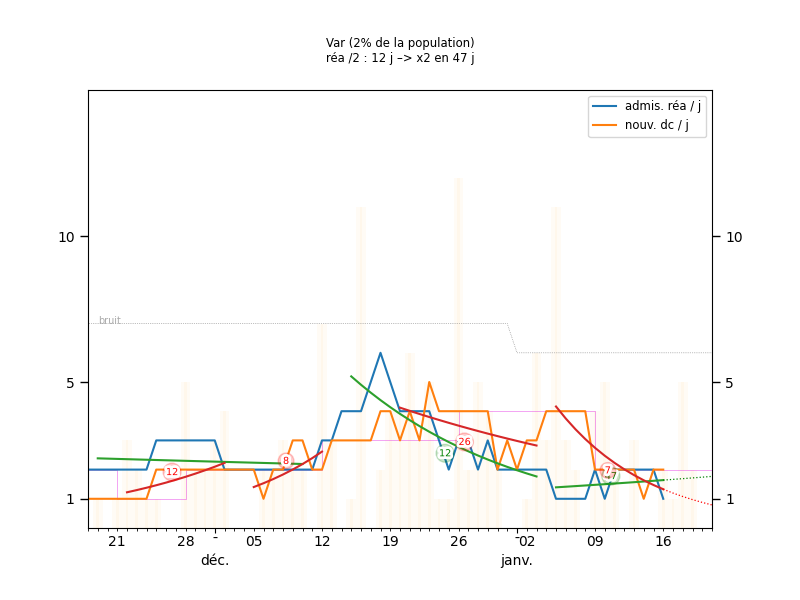 Var (2% de la population)
réa /2 : 12 j –> x2 en 47 j
admis. réa / j
nouv. dc / j
10
10
bruit
5
5
26
12
8
12
7
1
1
21
28
05
12
19
26
02
09
16
déc.
janv.